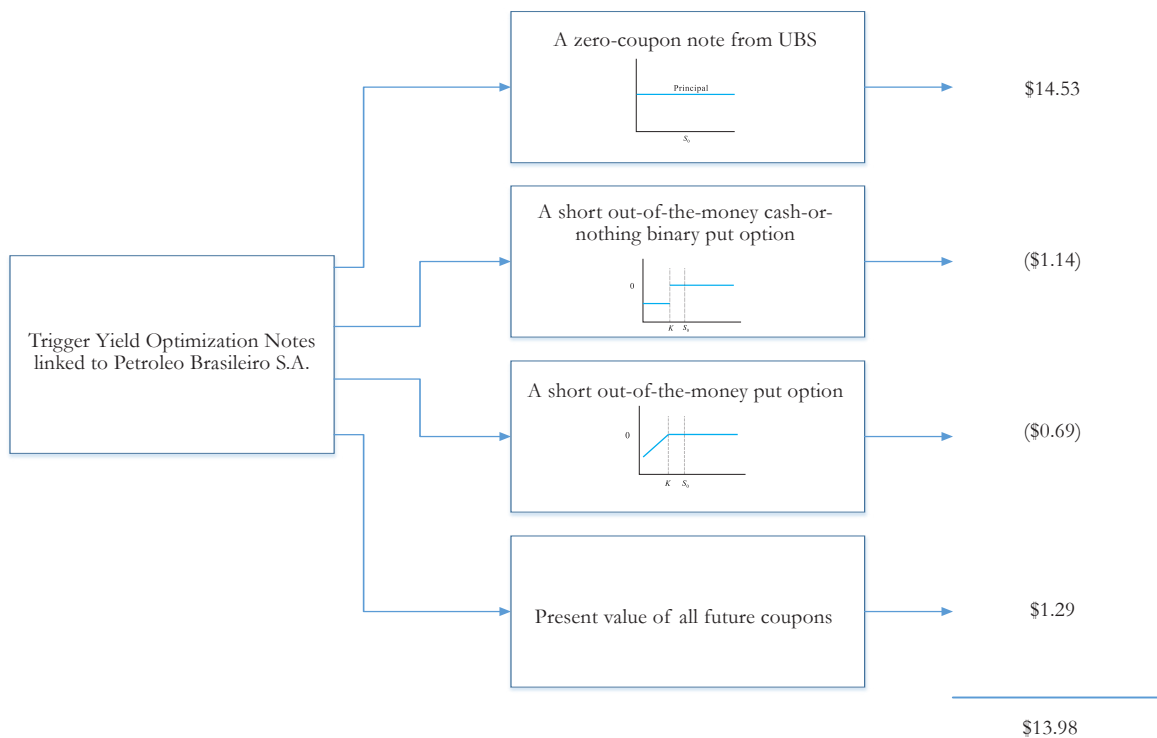 A zero-coupon note from UBS
Principal
S₀
$14.53
A short out-of-the-money cash-or-
nothing binary put option
0
K
S₀
($1.14)
Trigger Yield Optimization Notes
linked to Petroleo Brasileiro S.A.
A short out-of-the-money put option
0
K
S₀
($0.69)
Present value of all future coupons
$1.29
$13.98